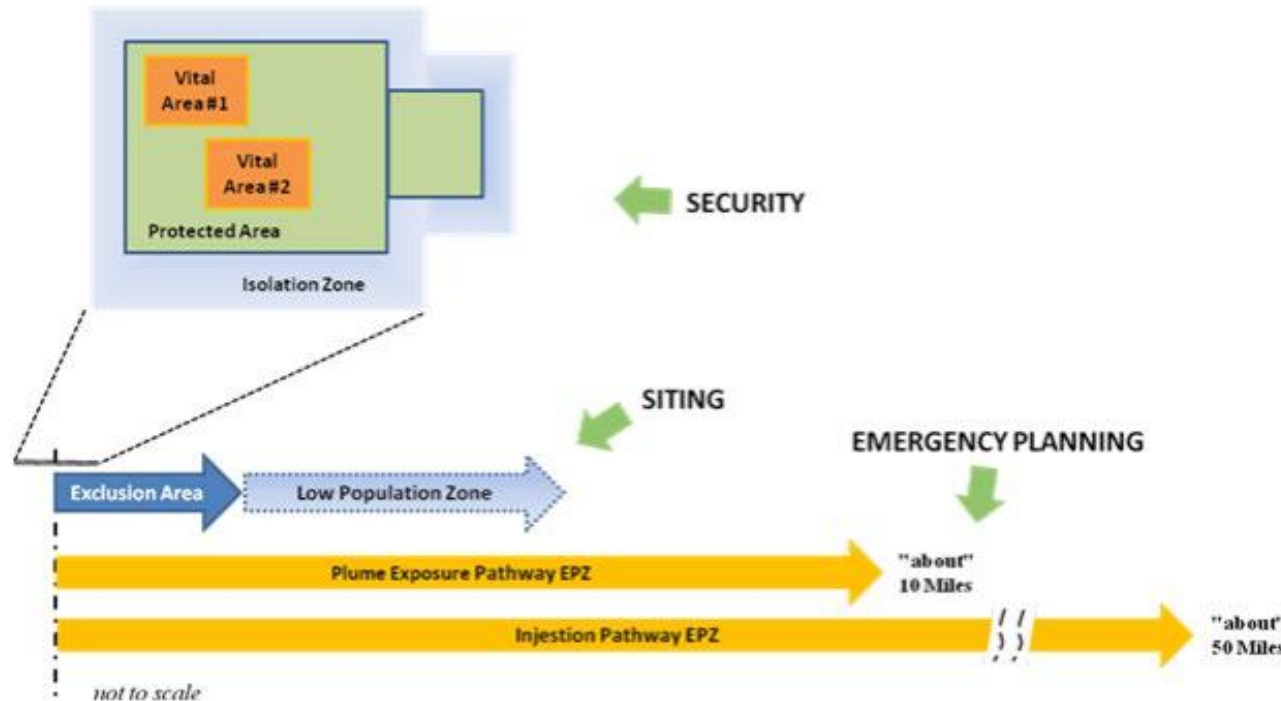 Vital
Area #1
Vital
Area #2
Protected Area
Isolation Zone
SECURITY
SITING
EMERGENCY PLANNING
Exclusion Area
Low Population Zone
Plume Exposure Pathway EPZ
"about"
10 Miles
Injestion Pathway EPZ
"about"
50 Miles
not to scale